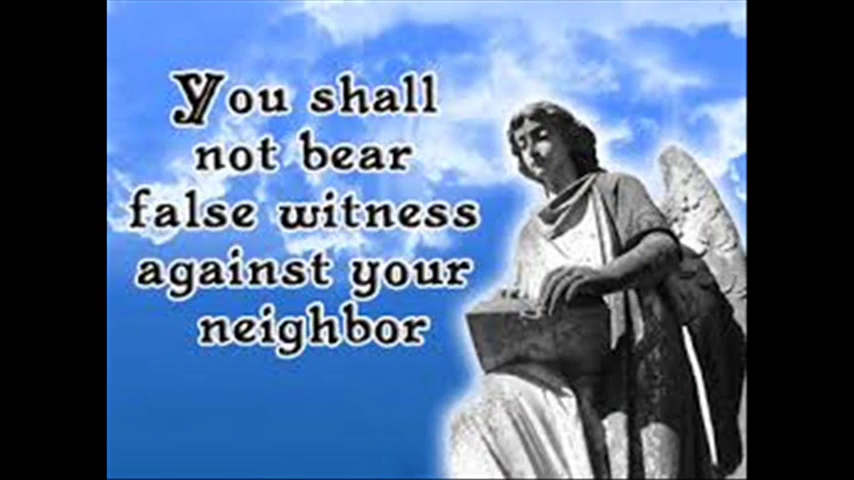 You shall
not bear
false witness
against your
neighbor